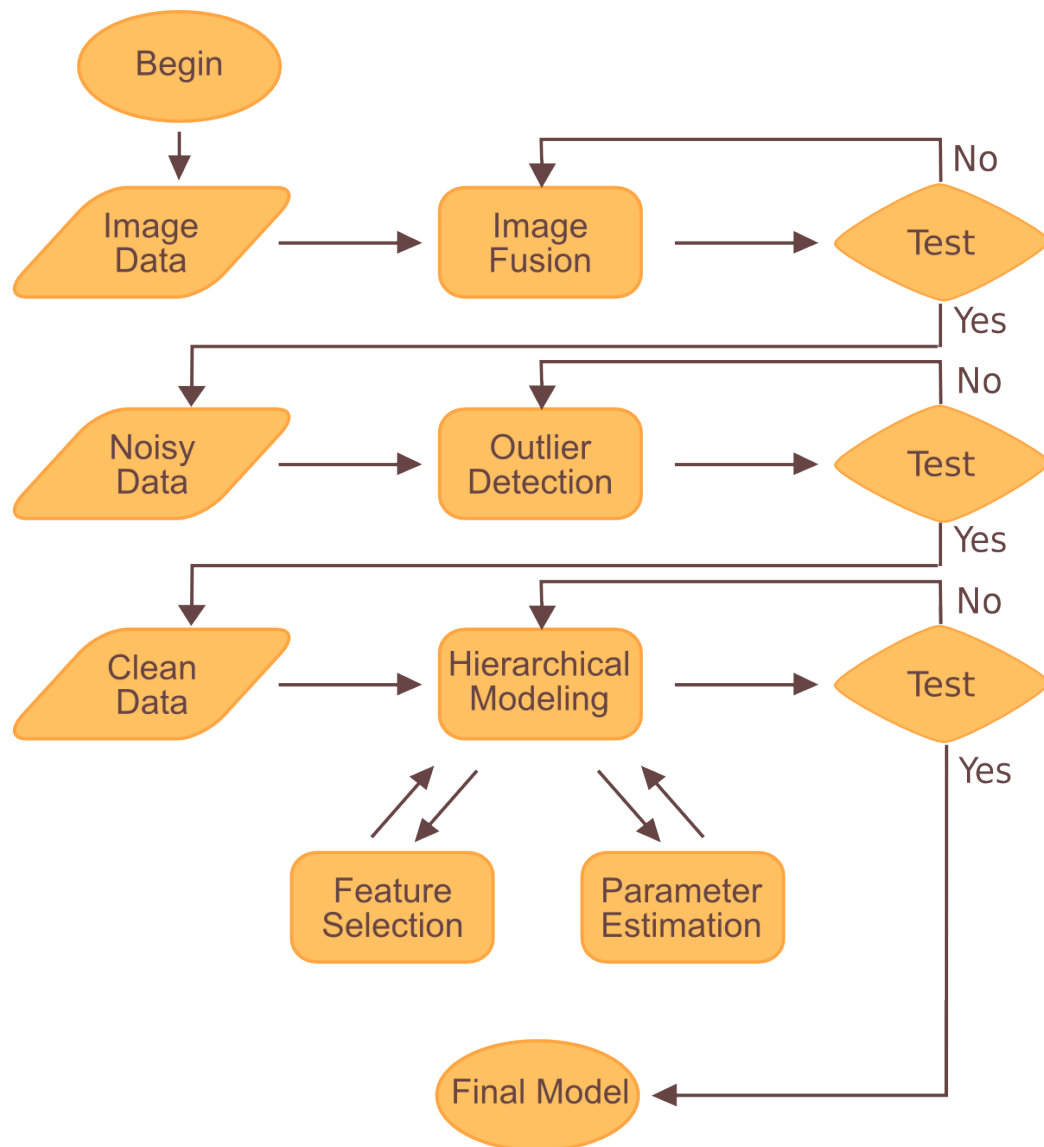 Begin
No
Image
Data
Image
Fusion
Test
Yes
No
Noisy
Data
Outlier
Detection
Test
Yes
No
Clean
Data
Hierarchical
Modeling
Test
Yes
Feature
Selection
Parameter
Estimation
Final Model